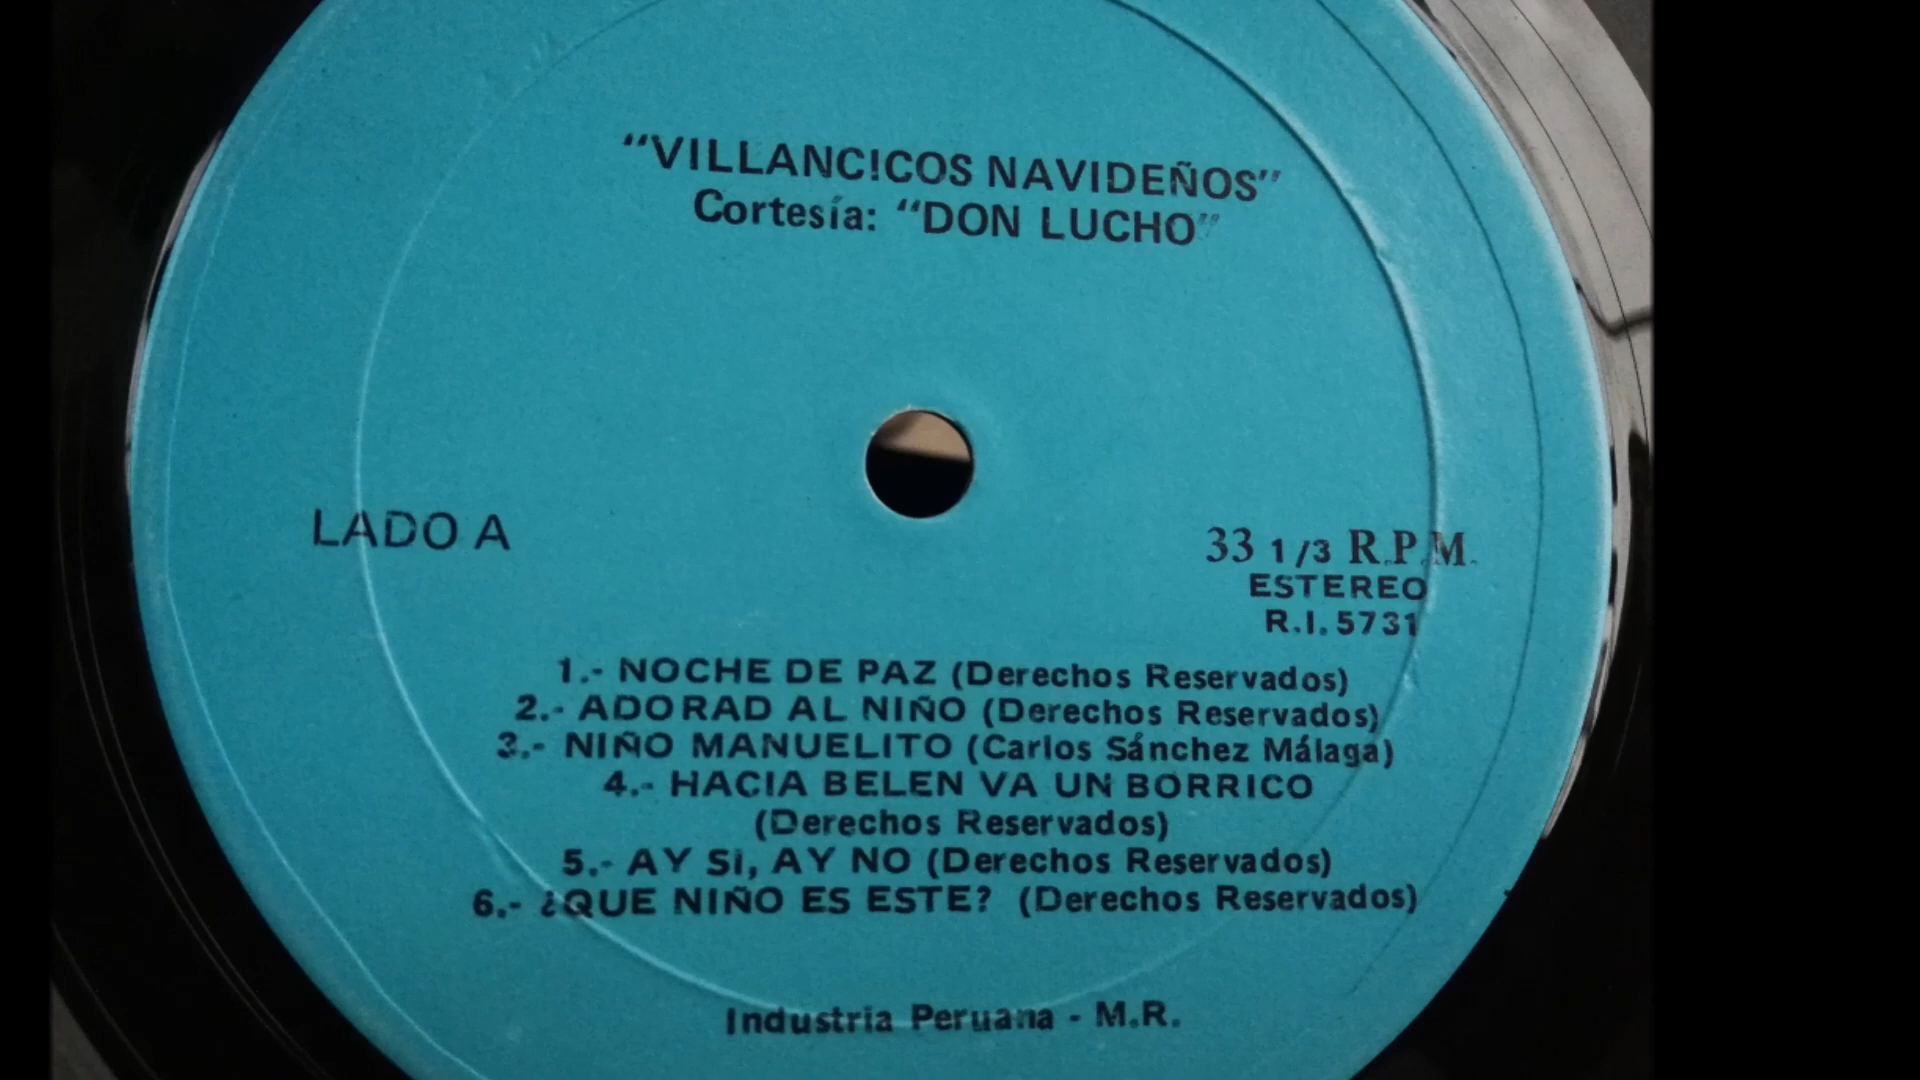 "VILLANCICOS NAVIDEÑOS"
Cortesía: "DON LUCHO"
LADO A
33 1/3 R.P.M.
ESTEREO
R.I. 5731
1.- NOCHE DE PAZ (Derechos Reservados)
2.- ADORAD AL NIÑO (Derechos Reservados)
3.- NIÑO MANUELITO (Carlos Sánchez Málaga)
4.- HACIA BELEN VA UN BORRICO
(Derechos Reservados)
5.- AY SI, AY NO (Derechos Reservados)
6.- ¿QUE NIÑO ES ESTE? (Derechos Reservados)
Industria Peruana - M.R.